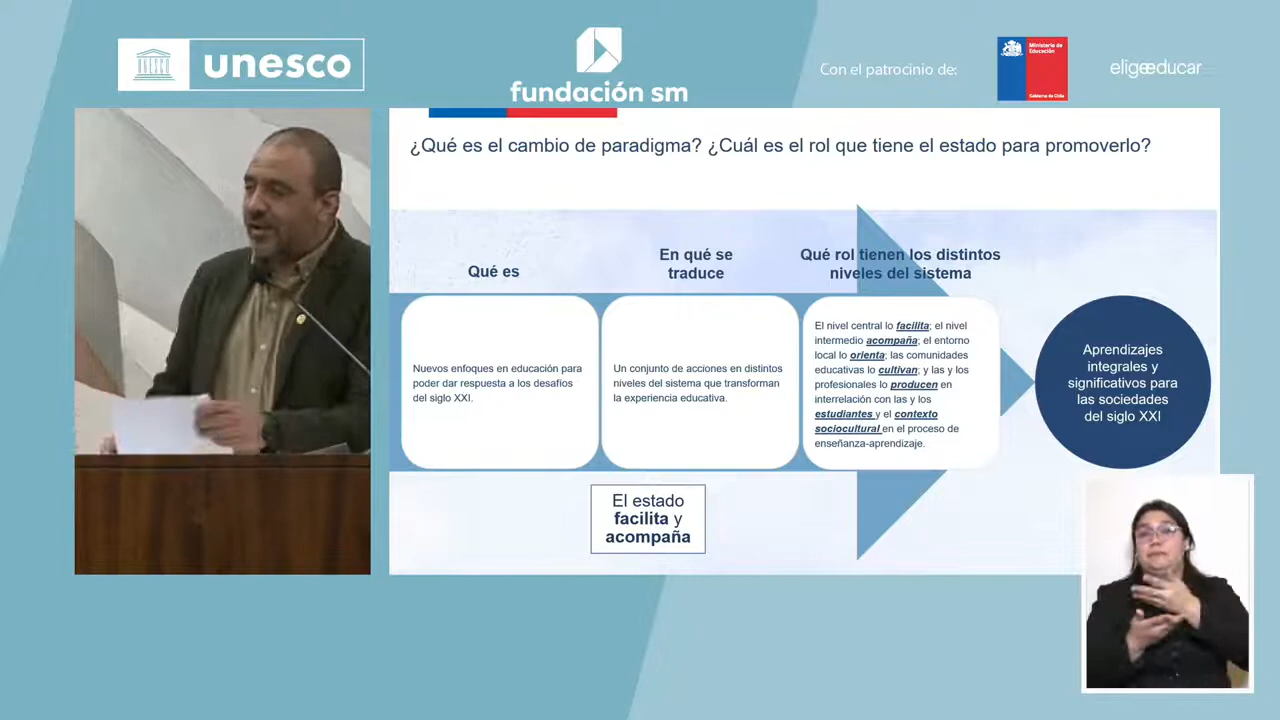 unesco
fundación sm
Con el patrocinio de:
Ministerio de
Educación
Gobierno de Chile
eligeeducar
¿Qué es el cambio de paradigma? ¿Cuál es el rol que tiene el estado para promoverlo?
Qué es
En qué se
traduce
Qué rol tienen los distintos
niveles del sistema
Nuevos enfoques en educación para
poder dar respuesta a los desafíos
del siglo XXI.
Un conjunto de acciones en distintos
niveles del sistema que transforman
la experiencia educativa.
El nivel central lo facilita; el nivel
intermedio acompaña; el entorno
local lo orienta; las comunidades
educativas lo cultivan; y las y los
profesionales lo producen en
interrelación con las y los
estudiantes y el contexto
sociocultural en el proceso de
enseñanza-aprendizaje.
Aprendizajes
integrales y
significativos para
las sociedades
del siglo XXI
El estado
facilita y
acompaña